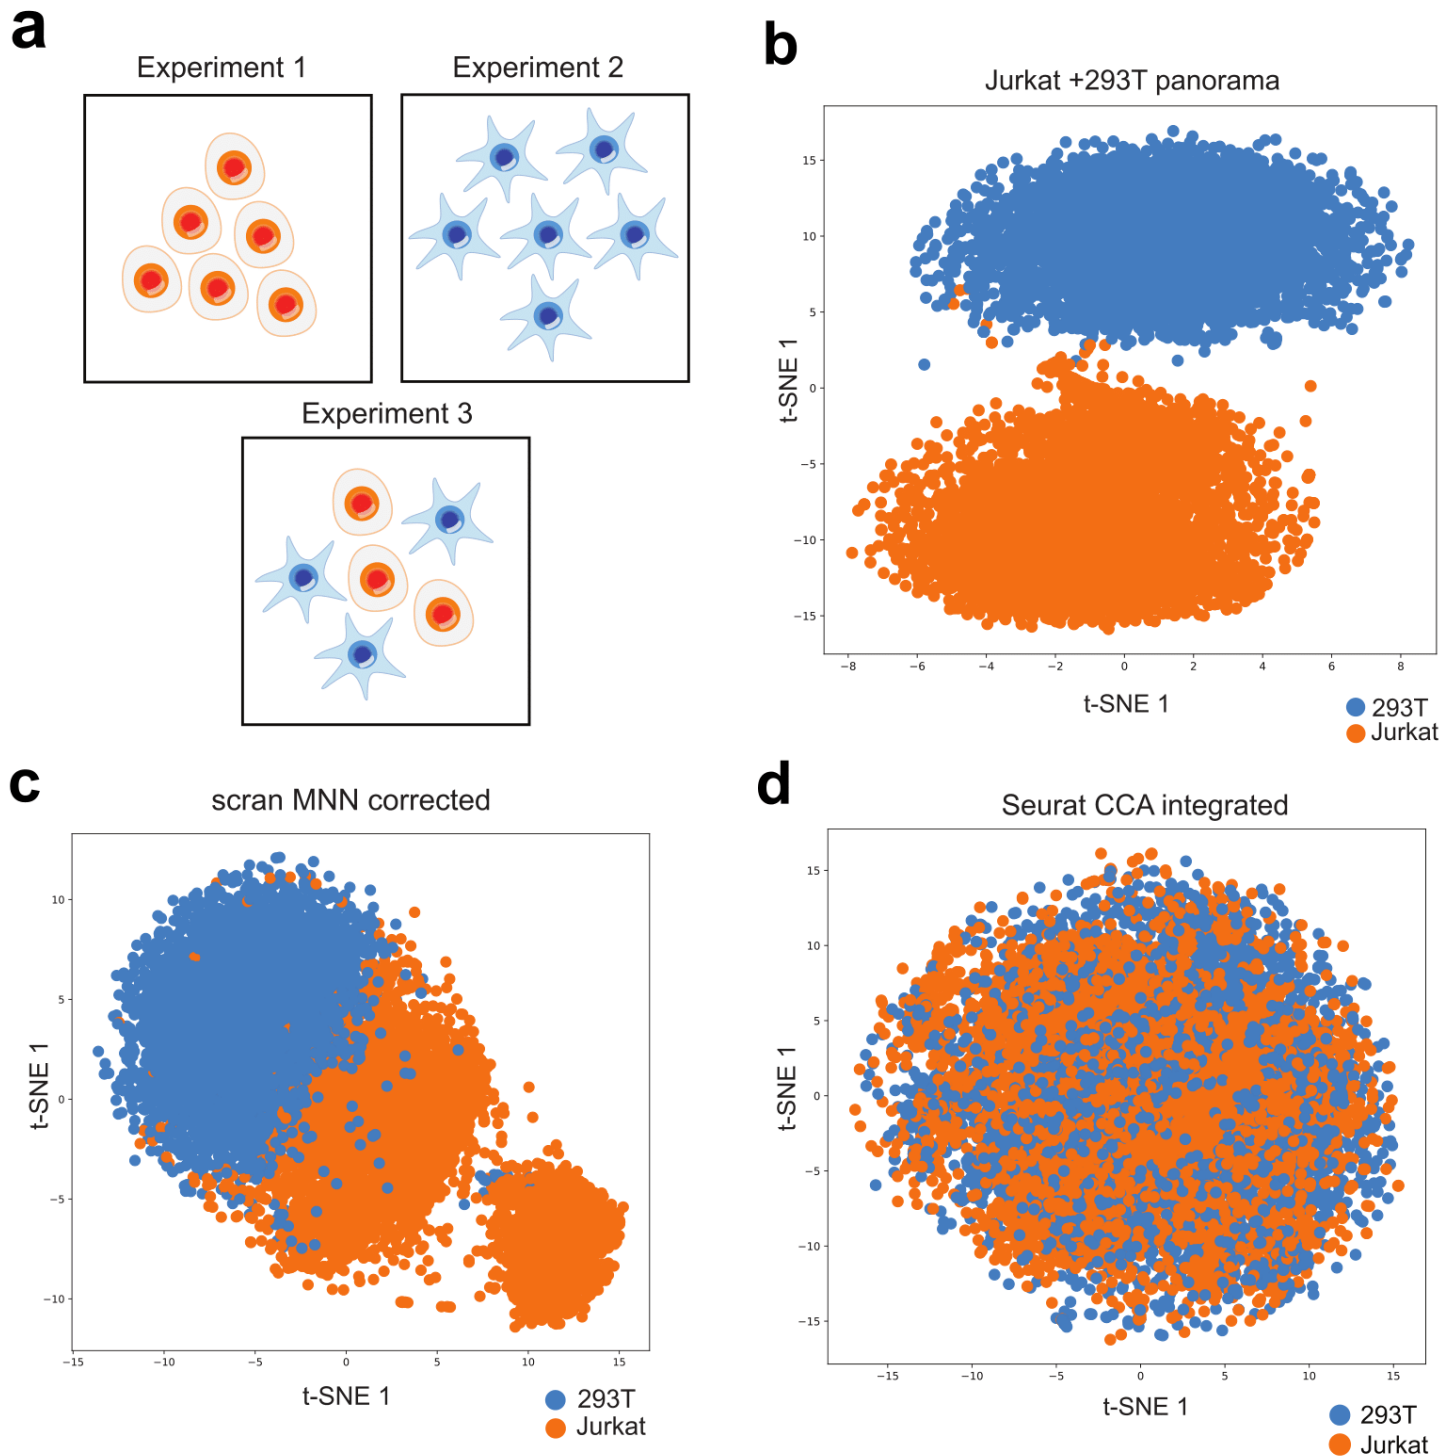 a
Experiment 1
Experiment 2
Experiment 3
b
Jurkat +293T panorama
15
10
5
0
−5
−10
−15
t-SNE 1
−8 −6 −4 −2 0 2 4 6 8
t-SNE 1
293T
Jurkat
c
scran MNN corrected
10
5
0
−5
−10
t-SNE 1
−15 −10 −5 0 5 10 15
t-SNE 1
293T
Jurkat
d
Seurat CCA integrated
15
10
5
0
−5
−10
−15
t-SNE 1
−15 −10 −5 0 5 10 15
t-SNE 1
293T
Jurkat